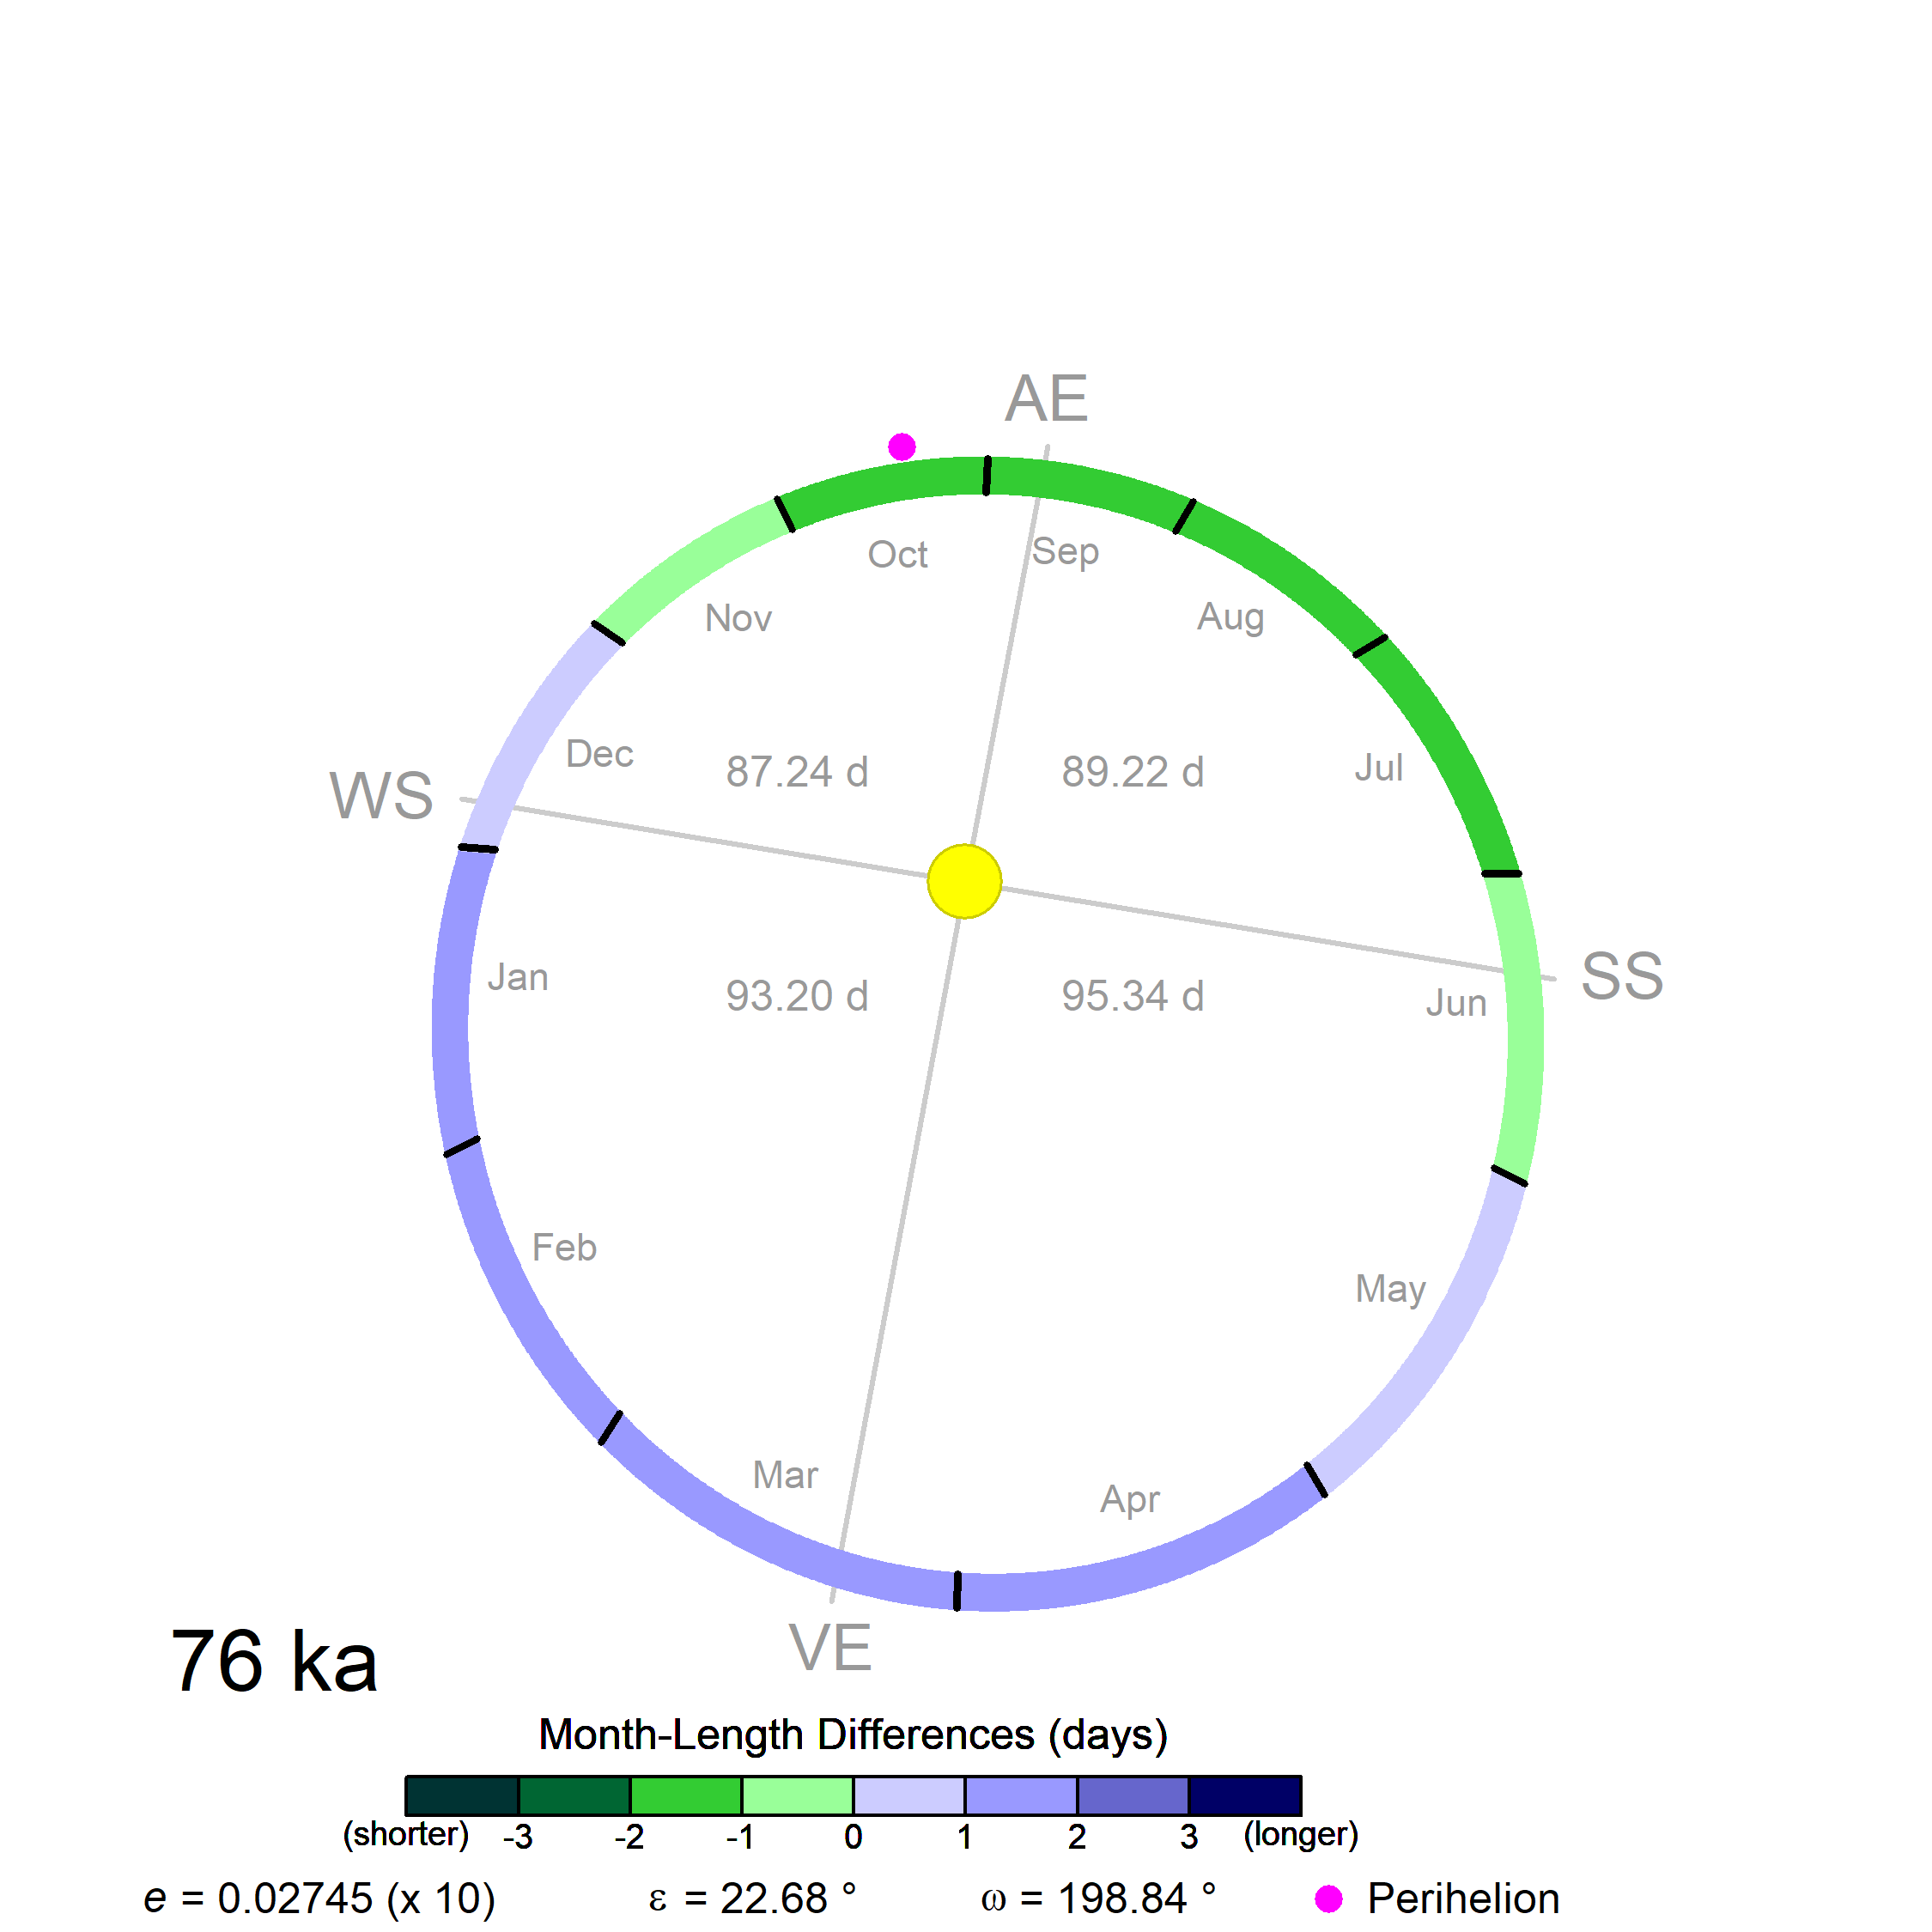 AE
Oct
Sep
Nov
Aug
Dec
Jul
87.24 d
89.22 d
WS
SS
Jan
93.20 d
95.34 d
Jun
Feb
May
Mar
Apr
VE
76 ka
Month-Length Differences (days)
(shorter) -3 -2 -1 0 1 2 3 (longer)
e = 0.02745 (x 10) ε = 22.68 ° ω = 198.84 ° Perihelion